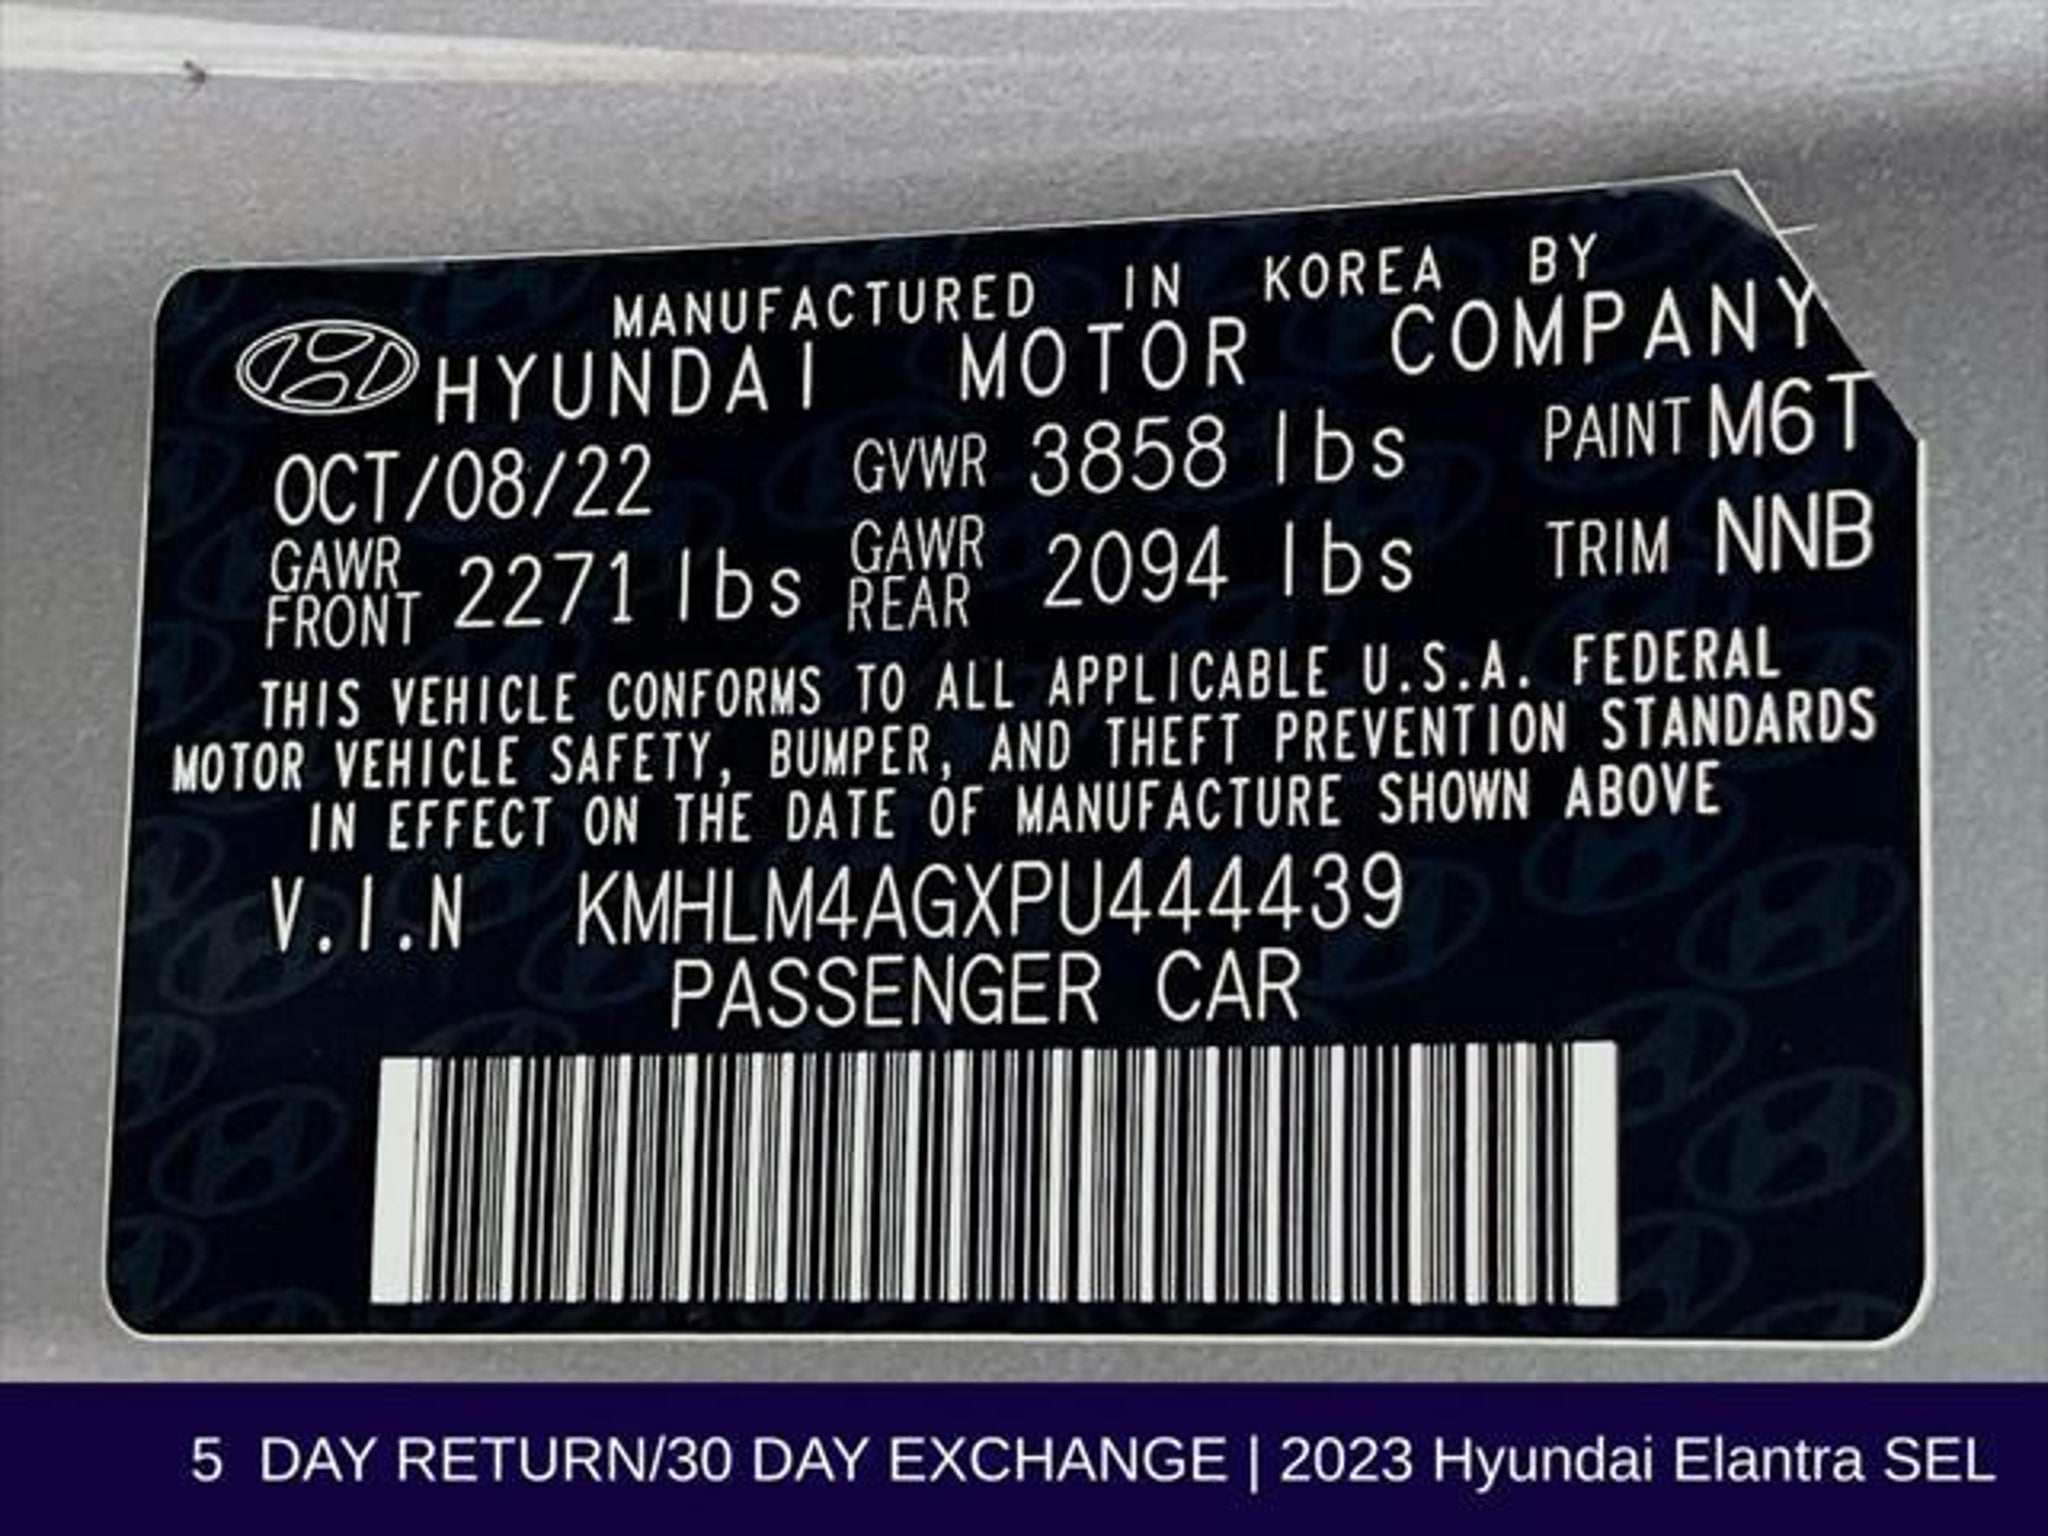 MANUFACTURED IN KOREA BY
HYUNDAI MOTOR COMPANY
OCT/08/22 GVWR 3858 lbs PAINT M6T
GAWR FRONT 2271 lbs GAWR REAR 2094 lbs TRIM NNB
THIS VEHICLE CONFORMS TO ALL APPLICABLE U.S.A. FEDERAL
MOTOR VEHICLE SAFETY, BUMPER, AND THEFT PREVENTION STANDARDS
IN EFFECT ON THE DATE OF MANUFACTURE SHOWN ABOVE
V.I.N KMHLM4AGXPU444439
PASSENGER CAR
5 DAY RETURN/30 DAY EXCHANGE | 2023 Hyundai Elantra SEL